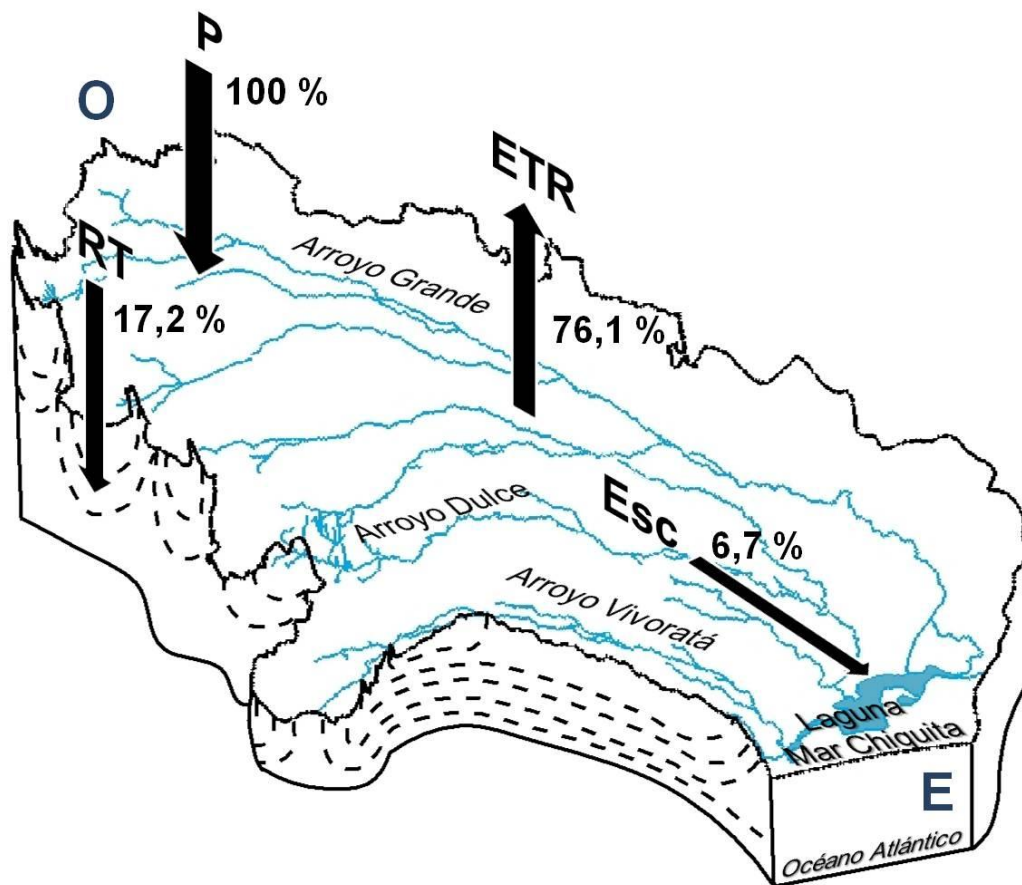 P
100 %
O
ETR
RT
Arroyo Grande
17,2 %
76,1 %
Esc
6,7 %
Arroyo Dulce
Arroyo Vivoratá
Laguna
Mar Chiquita
E
Océano Atlántico